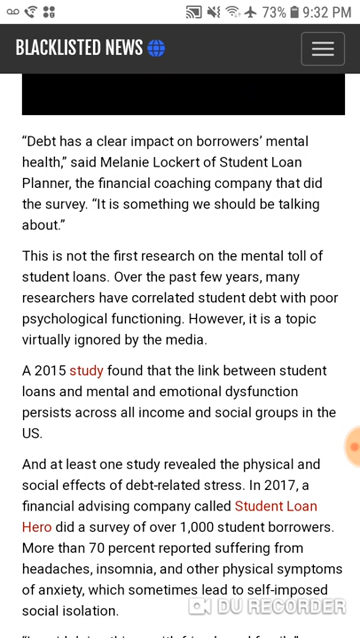 73% 9:32 PM
BLACKLISTED NEWS
“Debt has a clear impact on borrowers’ mental
health,” said Melanie Lockert of Student Loan
Planner, the financial coaching company that did
the survey. “It is something we should be talking
about.”
This is not the first research on the mental toll of
student loans. Over the past few years, many
researchers have correlated student debt with poor
psychological functioning. However, it is a topic
virtually ignored by the media.
A 2015 study found that the link between student
loans and mental and emotional dysfunction
persists across all income and social groups in the
US.
And at least one study revealed the physical and
social effects of debt-related stress. In 2017, a
financial advising company called Student Loan
Hero did a survey of over 1,000 student borrowers.
More than 70 percent reported suffering from
headaches, insomnia, and other physical symptoms
of anxiety, which sometimes lead to self-imposed
social isolation.
DU RECORDER